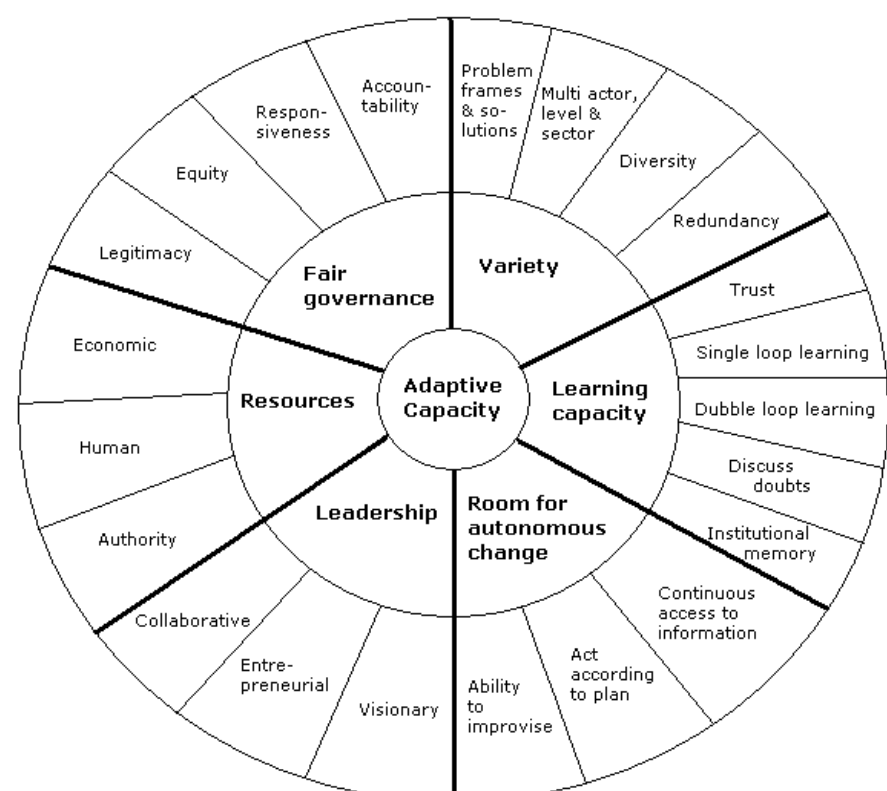 Adaptive
Capacity
Variety
Problem
frames
& so-
lutions
Multi actor,
level &
sector
Diversity
Redundancy
Learning
capacity
Trust
Single loop learning
Dubble loop learning
Discuss
doubts
Institutional
memory
Room for
autonomous
change
Continuous
access to
information
Act
according
to plan
Ability
to
improvise
Leadership
Visionary
Entre-
preneurial
Collaborative
Resources
Authority
Human
Economic
Fair
governance
Legitimacy
Equity
Respon-
siveness
Accoun-
tability